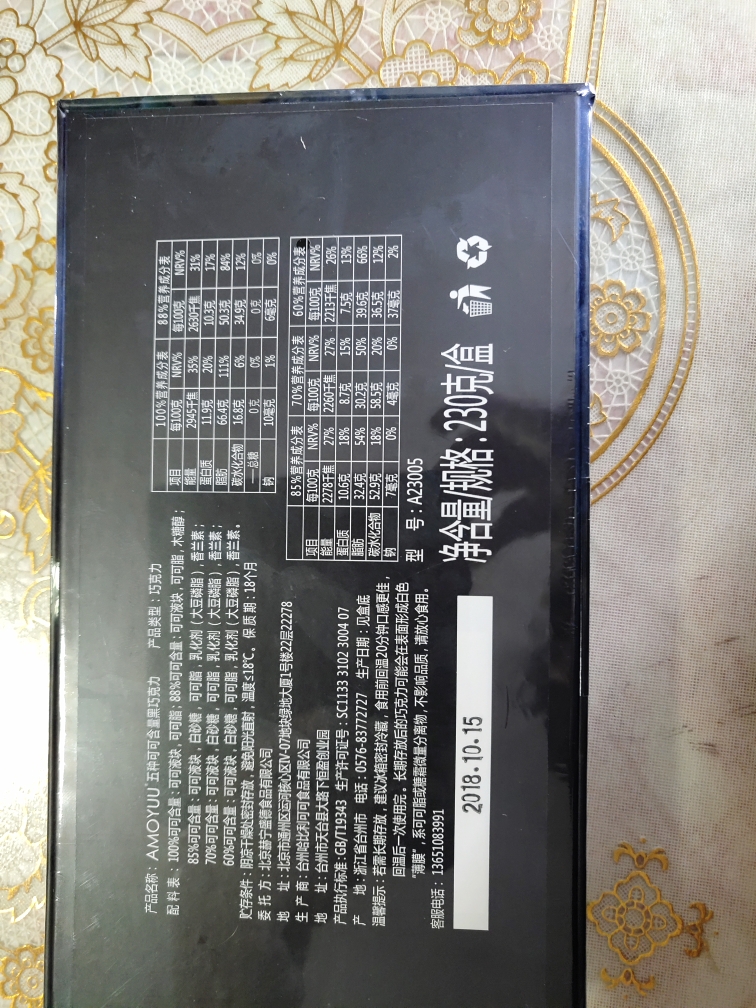 产品名称：AMOYUU 五种可可含量黑巧克力 产品类型：巧克力
配 料 表：100%可可含量：可可液块，可可脂；88%可可含量：可可液块，可可脂，木糖醇；
85%可可含量：可可液块，白砂糖，可可脂，乳化剂（大豆磷脂），香兰素；
70%可可含量：可可液块，白砂糖，可可脂，乳化剂（大豆磷脂），香兰素；
60%可可含量：可可液块，白砂糖，可可脂，乳化剂（大豆磷脂），香兰素。
贮存条件：阴凉干燥处密封存放，避免阳光直射，温度≤18℃。 保 质 期：18个月
委 托 方：北京赫宁盛德食品有限公司
地 址：北京市通州区运河核心区IV-07地块绿地大厦1号楼22层22278
生 产 商：台州哈比利可可食品有限公司
地 址：台州市天台县大路下恒盈创业园
产品执行标准：GB/T19343 生产许可证号：SC1133 3102 3004 07
产 地：浙江省台州市 电话：0576-83772727 生产日期：见盒底
温馨提示：若需长期存放，建议冰箱密封冷藏，食用前回温20分钟口感更佳，
回温后一次使用完。长期存放后的巧克力可能会在表面形成白色
“薄膜”，系可可脂或糖霜微量分离物，不影响品质，请放心食用。
客服电话：13651083991
2018.10.15
100%营养成分表 88%营养成分表
项目 每100克 NRV% 每100克 NRV%
能量 2945千焦 35% 2630千焦 31%
蛋白质 11.9克 20% 10.3克 17%
脂肪 66.4克 111% 50.3克 84%
碳水化合物 16.8克 6% 34.9克 12%
——总糖 0克 0% 0克 0%
钠 10毫克 1% 6毫克 0%
85%营养成分表 70%营养成分表 60%营养成分表
项目 每100克 NRV% 每100克 NRV% 每100克 NRV%
能量 2278千焦 27% 2260千焦 27% 2213千焦 26%
蛋白质 10.6克 18% 8.7克 15% 7.5克 13%
脂肪 32.4克 54% 30.2克 50% 39.6克 66%
碳水化合物 52.9克 18% 58.5克 20% 36.5克 12%
钠 7毫克 0% 4毫克 0% 37毫克 2%
型 号：A23005
净含量/规格：230克/盒